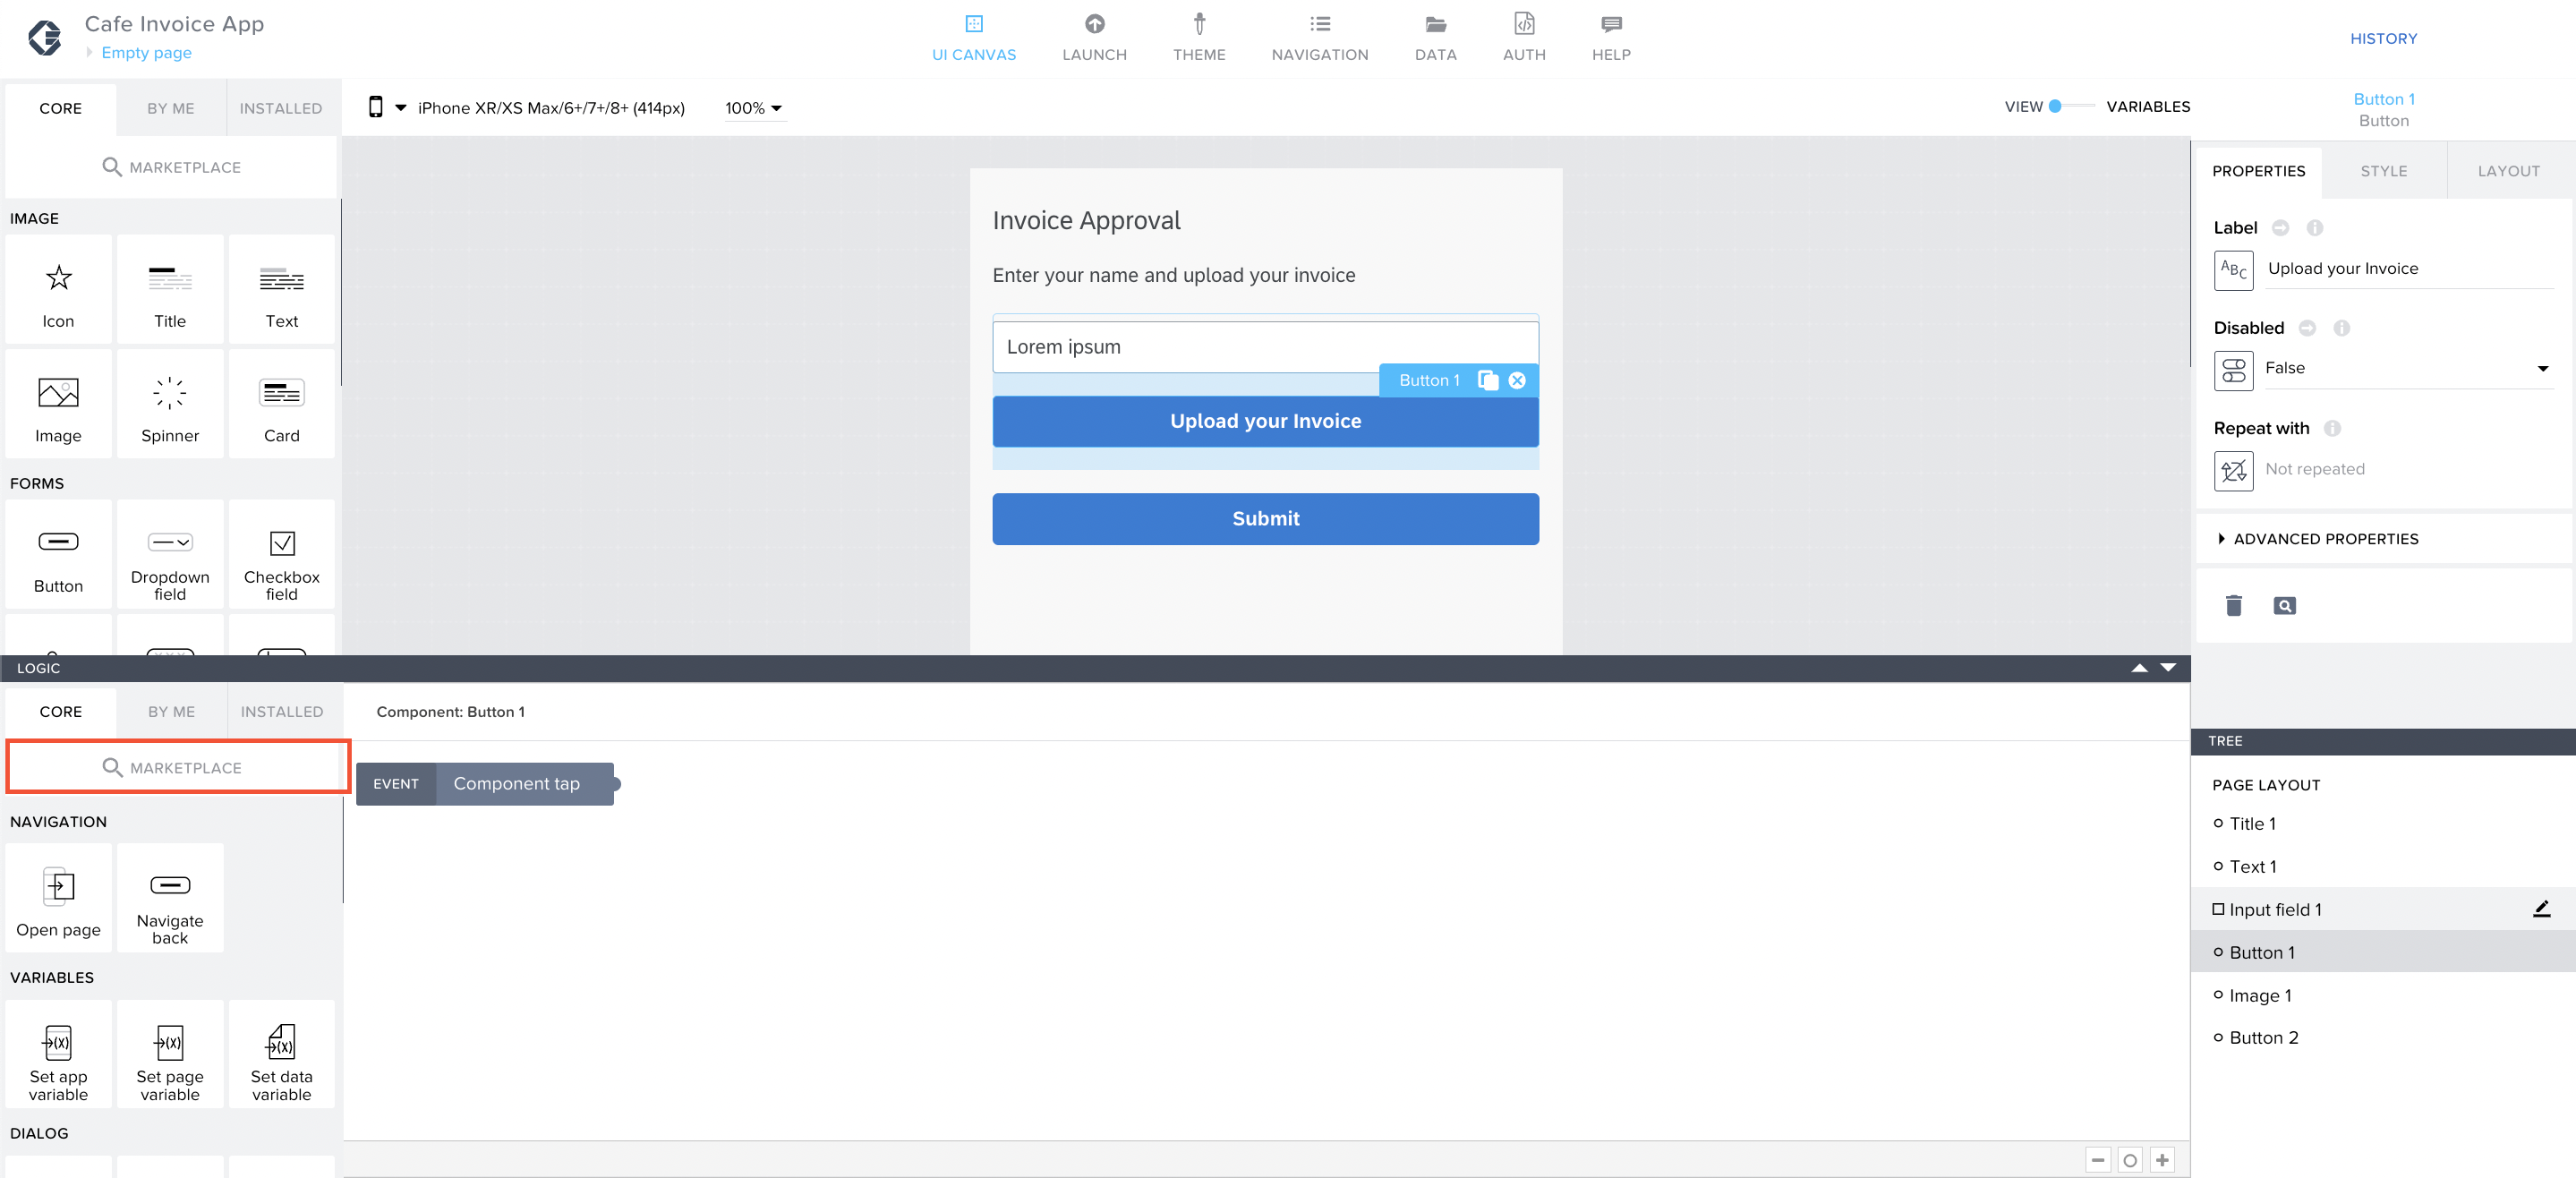 Cafe Invoice App
Empty page
UI CANVAS
LAUNCH
THEME
NAVIGATION
DATA
AUTH
HELP
HISTORY
CORE
BY ME
INSTALLED
iPhone XR/XS Max/6+/7+/8+ (414px)
100%
VIEW
VARIABLES
Button 1
Button
MARKETPLACE
IMAGE
Icon
Title
Text
Image
Spinner
Card
FORMS
Button
Dropdown
field
Checkbox
field
Invoice Approval
Enter your name and upload your invoice
Lorem ipsum
Button 1
Upload your Invoice
Submit
PROPERTIES
STYLE
LAYOUT
Label
ABC
Upload your Invoice
Disabled
False
Repeat with
Not repeated
ADVANCED PROPERTIES
LOGIC
CORE
BY ME
INSTALLED
Component: Button 1
MARKETPLACE
EVENT
Component tap
NAVIGATION
Open page
Navigate
back
VARIABLES
(x)
(x)
(x)
Set app
variable
Set page
variable
Set data
variable
DIALOG
TREE
PAGE LAYOUT
Title 1
Text 1
Input field 1
Button 1
Image 1
Button 2